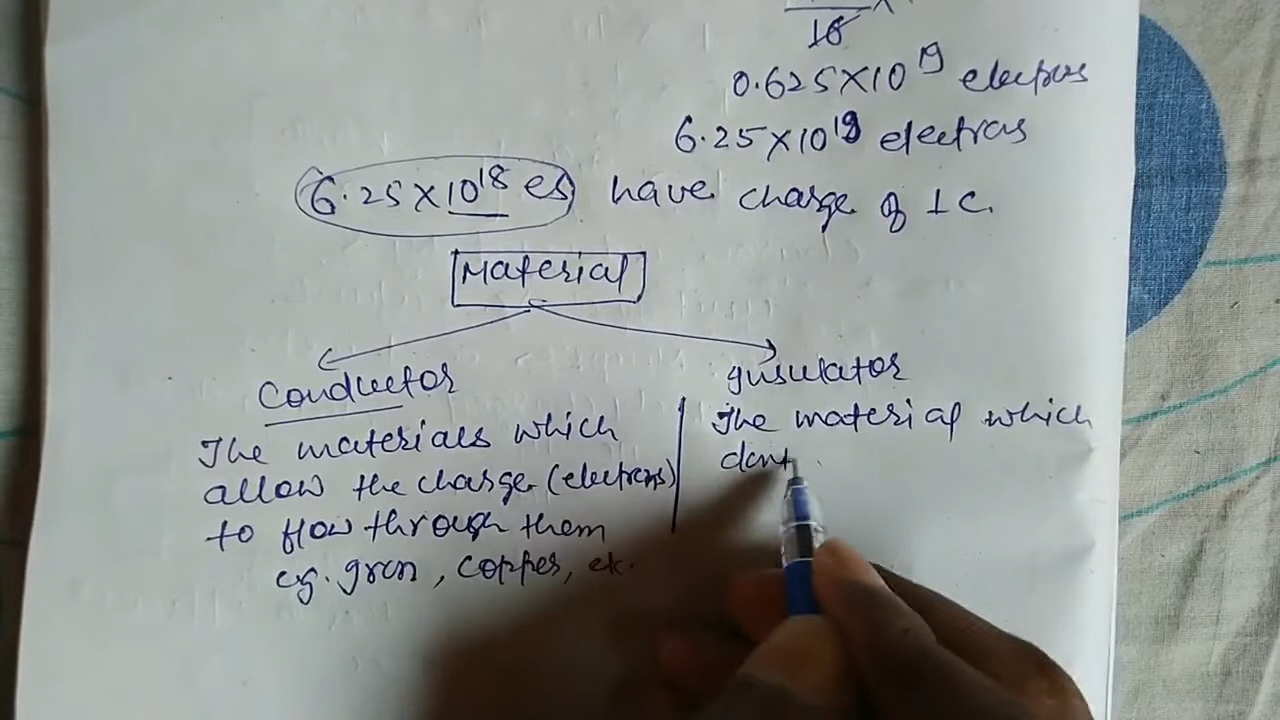 16
0.625×10^19 electrons
6.25×10^18 electrons
6.25×10^18 es have charge of 1 C.
Material
Conductor
The materials which
allow the charge (electrons)
to flow through them
eg. Iron, copper, etc.
Insulator
The material which
dont